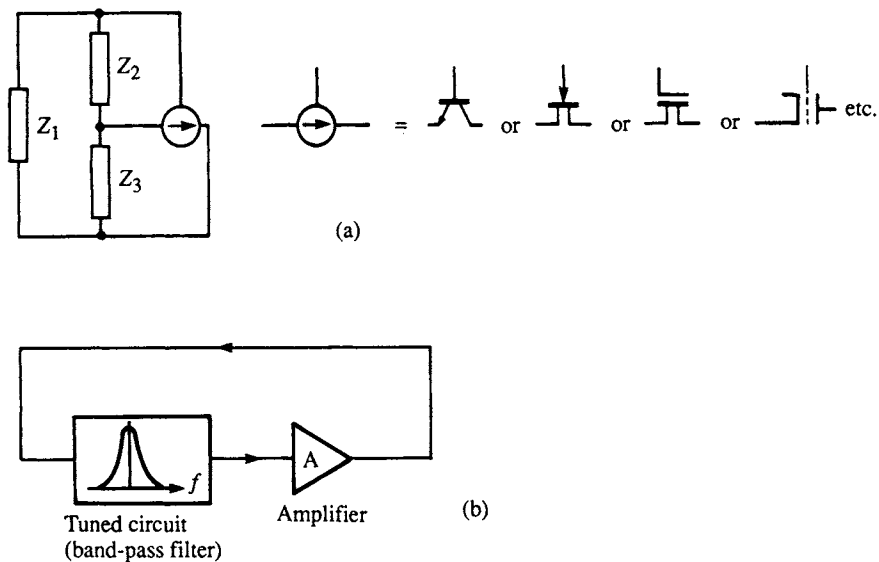 Z2
Z1
Z3
= or or or etc.
(a)
f
A
Tuned circuit
(band-pass filter)
Amplifier
(b)